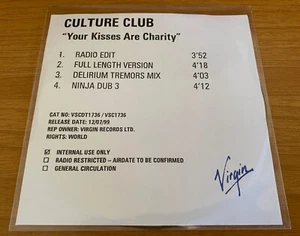 CULTURE CLUB
"Your Kisses Are Charity"
1. RADIO EDIT 3'52
2. FULL LENGTH VERSION 4'18
3. DELIRIUM TREMORS MIX 4'03
4. NINJA DUB 3 4'12
CAT NO: VSCDT1736 / VSC1736
RELEASE DATE: 12/07/99
REP OWNER: VIRGIN RECORDS LTD.
RIGHTS: WORLD
INTERNAL USE ONLY
RADIO RESTRICTED - AIRDATE TO BE CONFIRMED
GENERAL CIRCULATION
Virgin